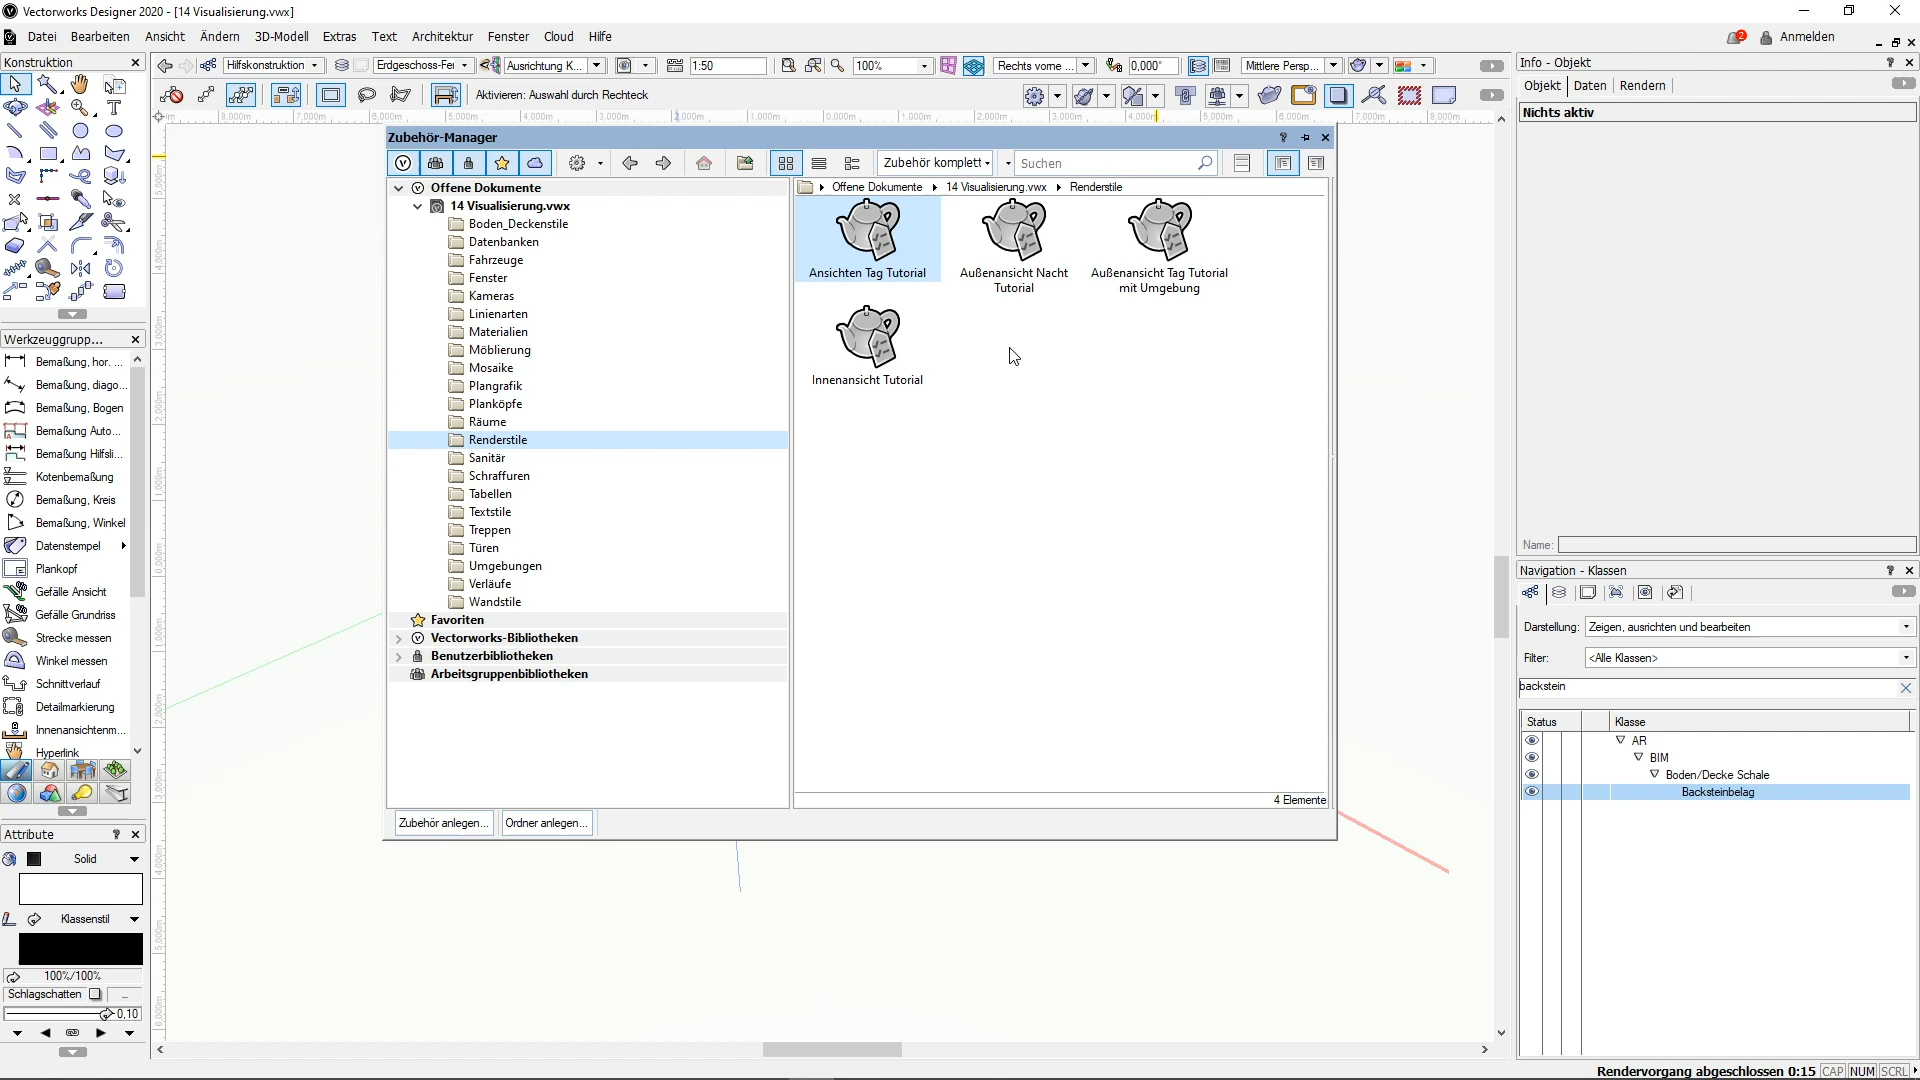 Vectorworks Designer 2020 - [14 Visualisierung.vwx]
Datei Bearbeiten Ansicht Ändern 3D-Modell Extras Text Architektur Fenster Cloud Hilfe
2 Anmelden
Konstruktion
Hilfskonstruktion
Erdgeschoss-Fer
Ausrichtung K...
1:50
100%
Rechts vorne ...
0,000°
Mittlere Persp...
Aktivieren: Auswahl durch Rechteck
Zubehör-Manager
Zubehör komplett
Suchen
Offene Dokumente
14 Visualisierung.vwx
Boden_Deckenstile
Datenbanken
Fahrzeuge
Fenster
Kameras
Linienarten
Materialien
Möblierung
Mosaike
Plangrafik
Planköpfe
Räume
Renderstile
Sanitär
Schraffuren
Tabellen
Textstile
Treppen
Türen
Umgebungen
Verläufe
Wandstile
Favoriten
Vectorworks-Bibliotheken
Benutzerbibliotheken
Arbeitsgruppenbibliotheken
Offene Dokumente 14 Visualisierung.vwx Renderstile
Ansichten Tag Tutorial
Außenansicht Nacht
Tutorial
Außenansicht Tag Tutorial
mit Umgebung
Innenansicht Tutorial
4 Elemente
Zubehör anlegen...
Ordner anlegen...
Werkzeuggrupp...
Bemaßung, hor. ...
Bemaßung, diago...
Bemaßung, Bogen
Bemaßung Auto...
Bemaßung Hilfsli...
Kotenbemaßung
Bemaßung, Kreis
Bemaßung, Winkel
Datenstempel
Plankopf
Gefälle Ansicht
Gefälle Grundriss
Strecke messen
Winkel messen
Schnittverlauf
Detailmarkierung
Innenansichtenm...
Hyperlink
Attribute
Solid
Klassenstil
100%/100%
Schlagschatten
...
0,10
Info - Objekt
Objekt Daten Rendern
Nichts aktiv
Name:
Navigation - Klassen
Darstellung: Zeigen, ausrichten und bearbeiten
Filter: <Alle Klassen>
backstein
Status Klasse
AR
BIM
Boden/Decke Schale
Backsteinbelag
Rendervorgang abgeschlossen 0:15 CAP NUM SCRL